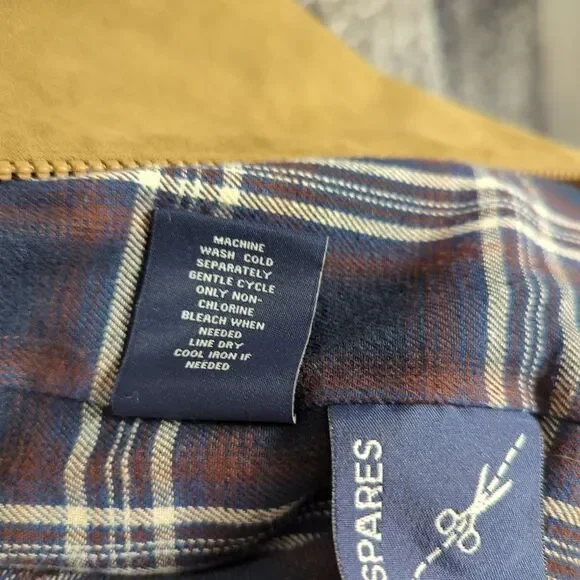 MACHINE
WASH COLD
SEPARATELY
GENTLE CYCLE
ONLY NON-
CHLORINE
BLEACH WHEN
NEEDED
LINE DRY
COOL IRON IF
NEEDED
SPARES